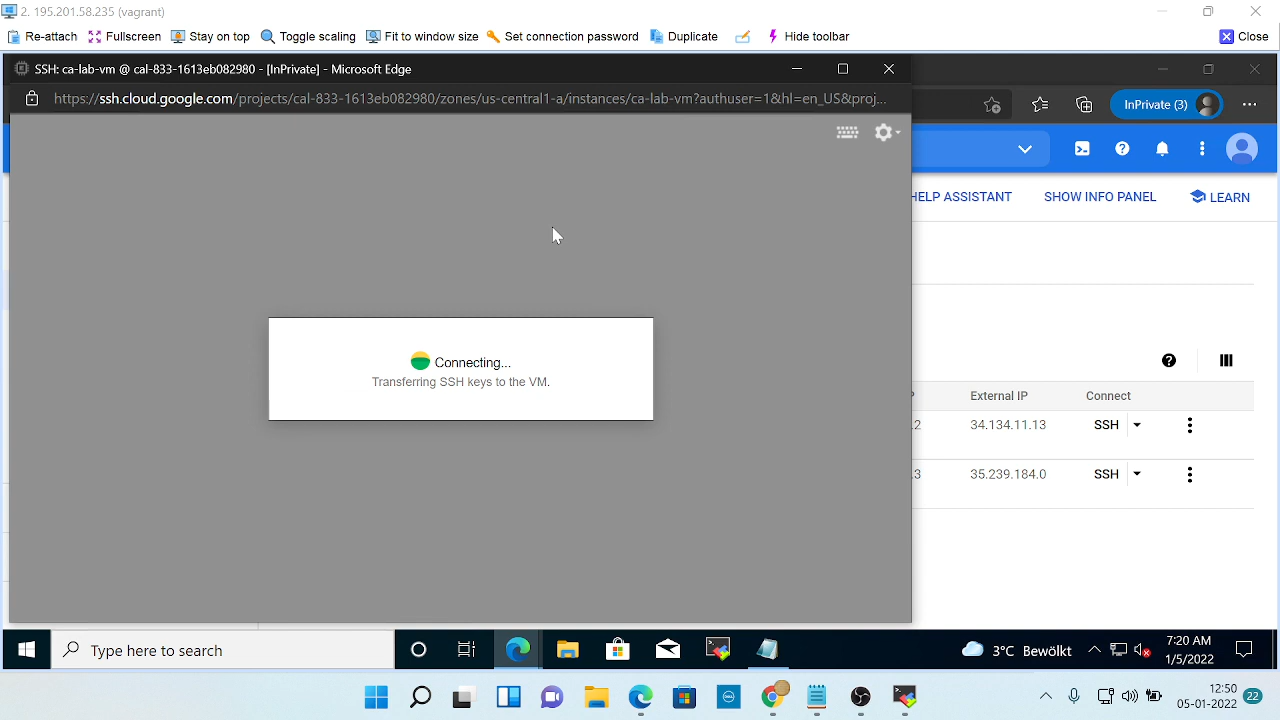 2. 195.201.58.235 (vagrant)
Re-attach Fullscreen Stay on top Toggle scaling Fit to window size Set connection password Duplicate Hide toolbar Close
SSH: ca-lab-vm @ cal-833-1613eb082980 - [InPrivate] - Microsoft Edge
https://ssh.cloud.google.com/projects/cal-833-1613eb082980/zones/us-central1-a/instances/ca-lab-vm?authuser=1&hl=en_US&proj...
InPrivate (3)
HELP ASSISTANT SHOW INFO PANEL LEARN
Connecting...
Transferring SSH keys to the VM.
External IP Connect
.2 34.134.11.13 SSH
.3 35.239.184.0 SSH
Type here to search
3°C Bewölkt
7:20 AM
1/5/2022
12:50
05-01-2022
22